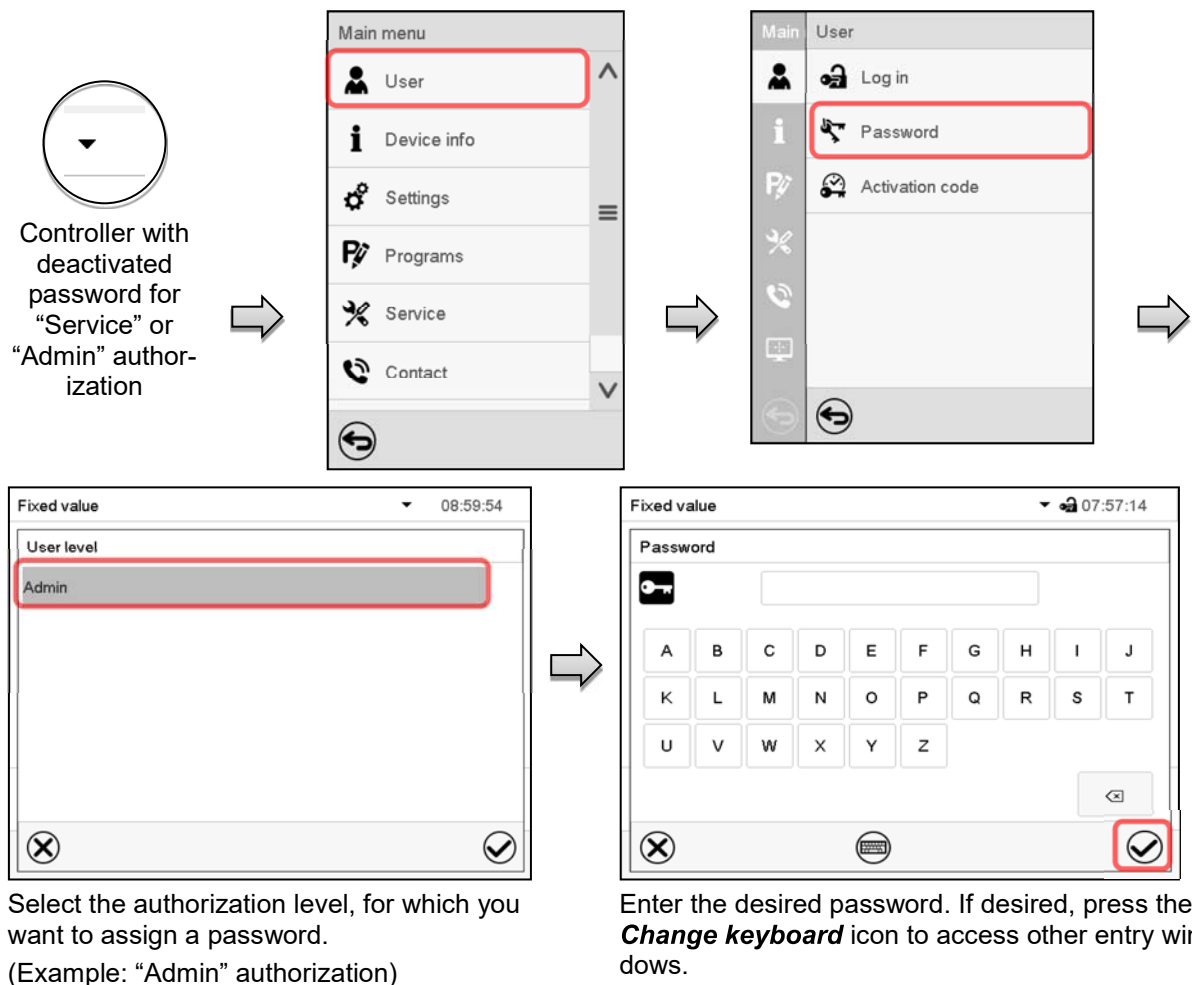 Controller with
deactivated
password for
“Service” or
“Admin” author-
ization
Main menu
User
Device info
Settings
Programs
Service
Contact
Main
User
Log in
Password
Activation code
Fixed value 08:59:54
User level
Admin
Select the authorization level, for which you
want to assign a password.
(Example: “Admin” authorization)
Fixed value 07:57:14
Password
A B C D E F G H I J
K L M N O P Q R S T
U V W X Y Z
Enter the desired password. If desired, press the
Change keyboard icon to access other entry win
dows.